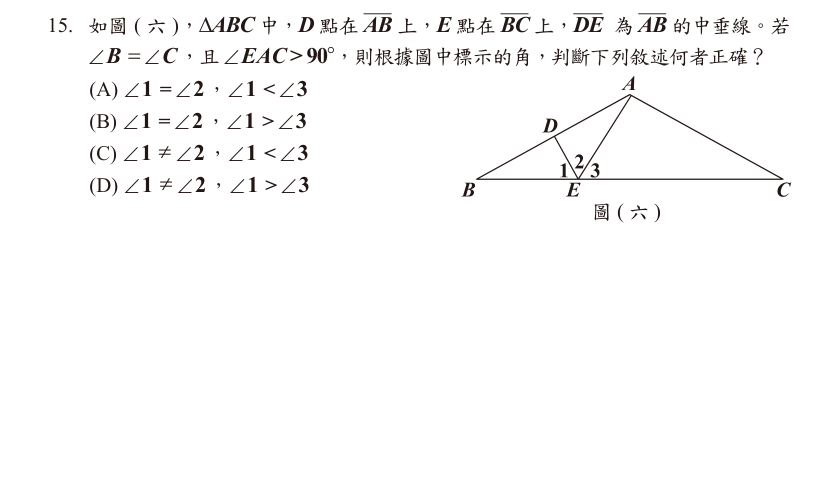 15. 如圖(六),ΔABC 中,D 點在 AB 上,E 點在 BC 上,DE 為 AB 的中垂線。若
∠B=∠C,且∠EAC>90°,則根據圖中標示的角,判斷下列敘述何者正確?
(A) ∠1=∠2,∠1<∠3
(B) ∠1=∠2,∠1>∠3
(C) ∠1≠∠2,∠1<∠3
(D) ∠1≠∠2,∠1>∠3
A
D
1 2 3
B E C
圖(六)